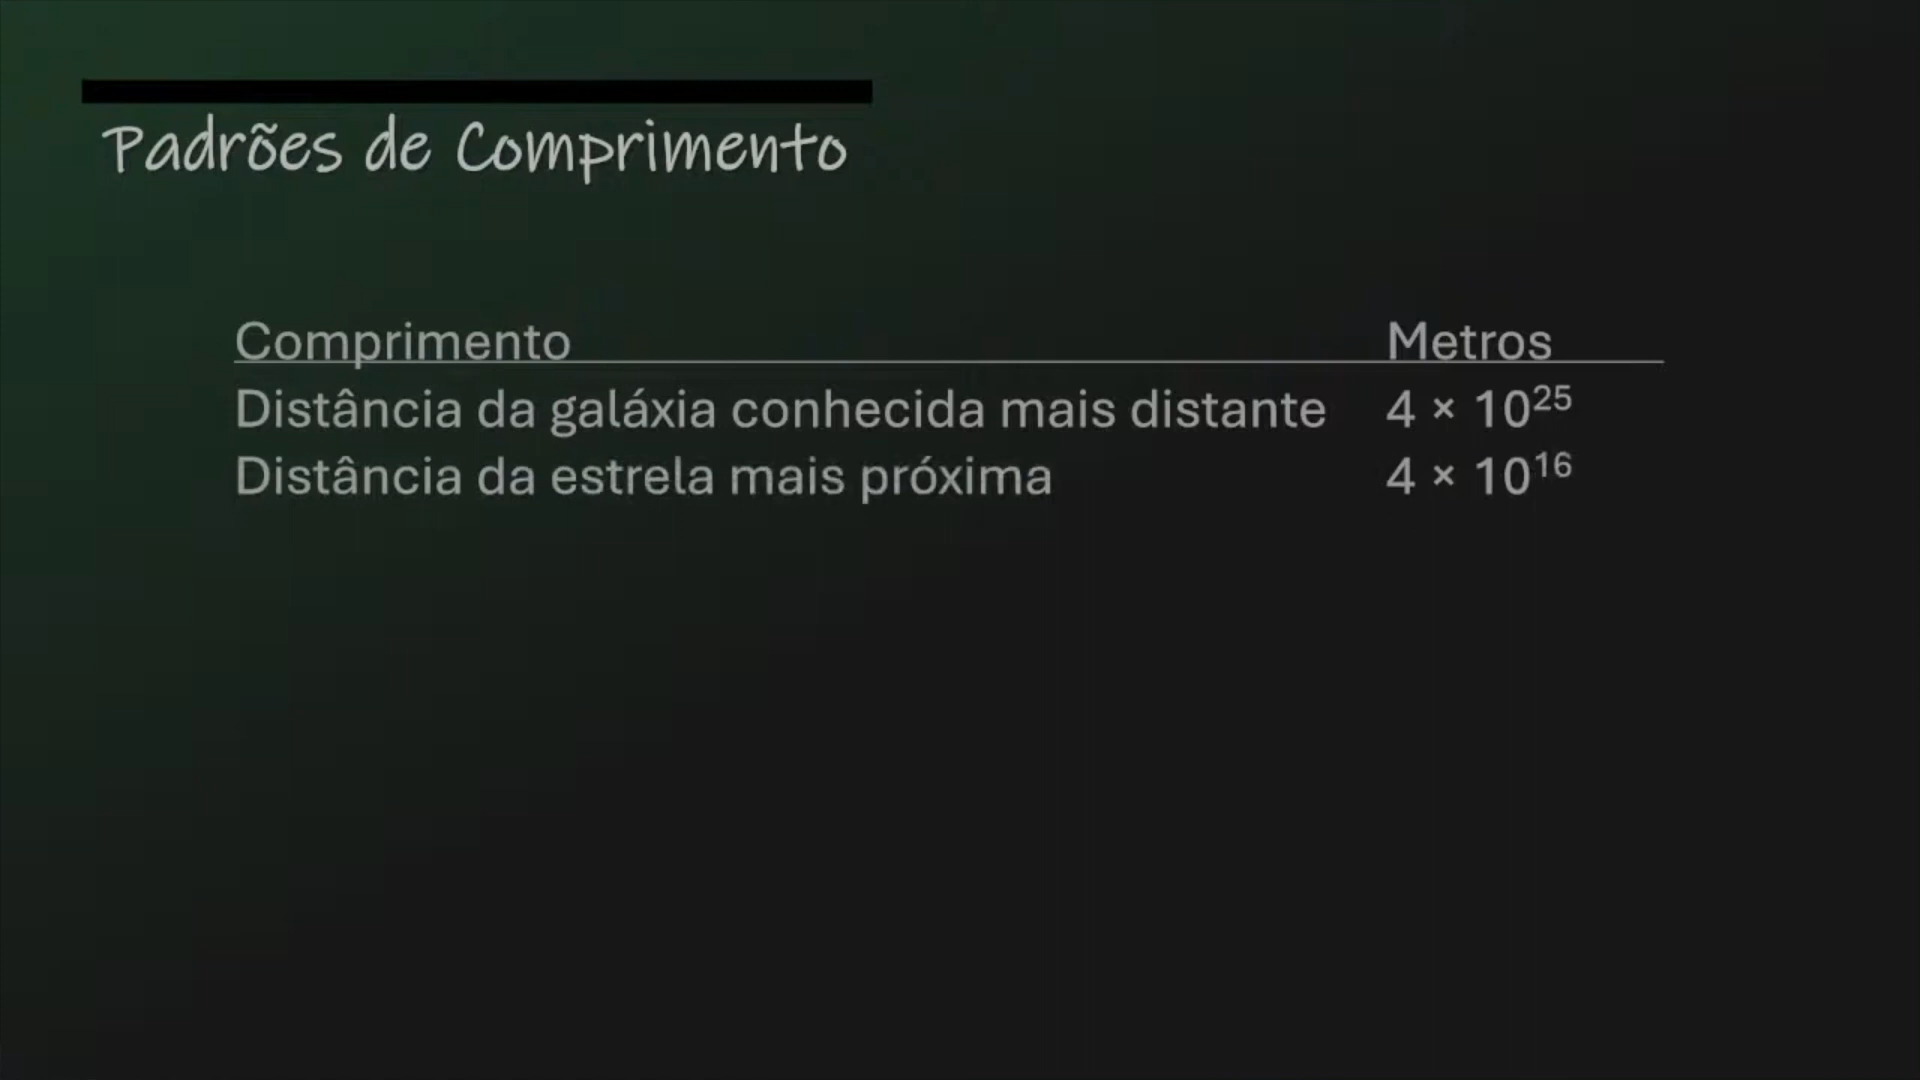 Padrões de Comprimento
Comprimento Metros
Distância da galáxia conhecida mais distante 4 × 10²⁵
Distância da estrela mais próxima 4 × 10¹⁶